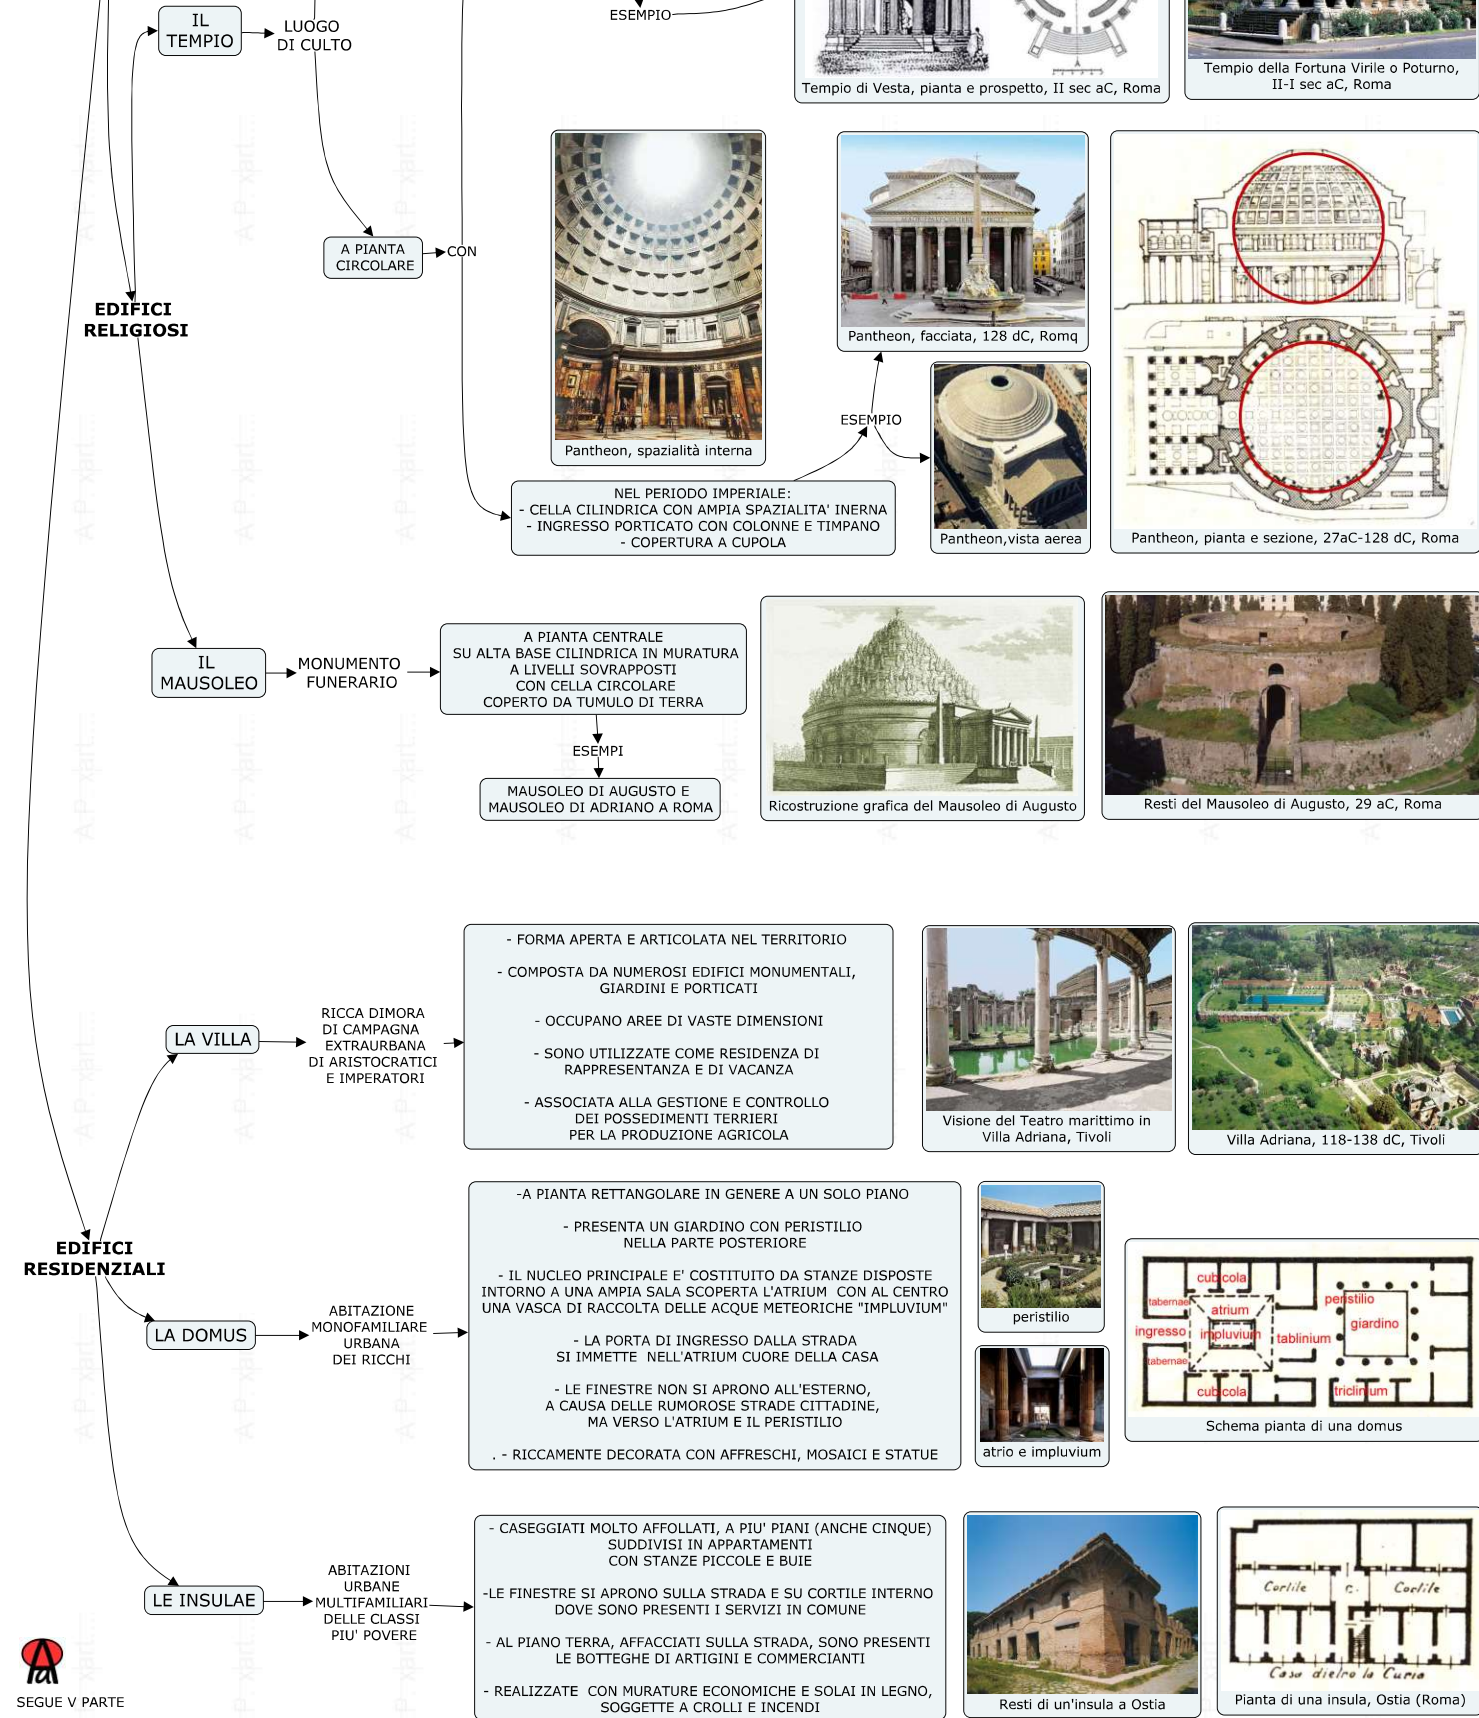 IL
TEMPIO
LUOGO
DI CULTO
ESEMPIO
Tempio di Vesta, pianta e prospetto, II sec aC, Roma
Tempio della Fortuna Virile o Poturno,
II-I sec aC, Roma
A PIANTA
CIRCOLARE
CON
EDIFICI
RELIGIOSI
Pantheon, spazialità interna
Pantheon, facciata, 128 dC, Romq
ESEMPIO
Pantheon,vista aerea
Pantheon, pianta e sezione, 27aC-128 dC, Roma
NEL PERIODO IMPERIALE:
- CELLA CILINDRICA CON AMPIA SPAZIALITA' INERNA
- INGRESSO PORTICATO CON COLONNE E TIMPANO
- COPERTURA A CUPOLA
IL
MAUSOLEO
MONUMENTO
FUNERARIO
A PIANTA CENTRALE
SU ALTA BASE CILINDRICA IN MURATURA
A LIVELLI SOVRAPPOSTI
CON CELLA CIRCOLARE
COPERTO DA TUMULO DI TERRA
ESEMPI
MAUSOLEO DI AUGUSTO E
MAUSOLEO DI ADRIANO A ROMA
Ricostruzione grafica del Mausoleo di Augusto
Resti del Mausoleo di Augusto, 29 aC, Roma
LA VILLA
RICCA DIMORA
DI CAMPAGNA
EXTRAURBANA
DI ARISTOCRATICI
E IMPERATORI
- FORMA APERTA E ARTICOLATA NEL TERRITORIO
- COMPOSTA DA NUMEROSI EDIFICI MONUMENTALI,
GIARDINI E PORTICATI
- OCCUPANO AREE DI VASTE DIMENSIONI
- SONO UTILIZZATE COME RESIDENZA DI
RAPPRESENTANZA E DI VACANZA
- ASSOCIATA ALLA GESTIONE E CONTROLLO
DEI POSSEDIMENTI TERRIERI
PER LA PRODUZIONE AGRICOLA
Visione del Teatro marittimo in
Villa Adriana, Tivoli
Villa Adriana, 118-138 dC, Tivoli
EDIFICI
RESIDENZIALI
LA DOMUS
ABITAZIONE
MONOFAMILIARE
URBANA
DEI RICCHI
-A PIANTA RETTANGOLARE IN GENERE A UN SOLO PIANO
- PRESENTA UN GIARDINO CON PERISTILIO
NELLA PARTE POSTERIORE
- IL NUCLEO PRINCIPALE E' COSTITUITO DA STANZE DISPOSTE
INTORNO A UNA AMPIA SALA SCOPERTA L'ATRIUM CON AL CENTRO
UNA VASCA DI RACCOLTA DELLE ACQUE METEORICHE "IMPLUVIUM"
- LA PORTA DI INGRESSO DALLA STRADA
SI IMMETTE NELL'ATRIUM CUORE DELLA CASA
- LE FINESTRE NON SI APRONO ALL'ESTERNO,
A CAUSA DELLE RUMOROSE STRADE CITTADINE,
MA VERSO L'ATRIUM E IL PERISTILIO
. - RICCAMENTE DECORATA CON AFFRESCHI, MOSAICI E STATUE
peristilio
atrio e impluvium
cubicola
tabernae
atrium
peristilio
ingresso
impluvium
tablinium
giardino
tabernae
cubicola
triclinium
Schema pianta di una domus
LE INSULAE
ABITAZIONI
URBANE
MULTIFAMILIARI
DELLE CLASSI
PIU' POVERE
- CASEGGIATI MOLTO AFFOLLATI, A PIU' PIANI (ANCHE CINQUE)
SUDDIVISI IN APPARTAMENTI
CON STANZE PICCOLE E BUIE
-LE FINESTRE SI APRONO SULLA STRADA E SU CORTILE INTERNO
DOVE SONO PRESENTI I SERVIZI IN COMUNE
- AL PIANO TERRA, AFFACCIATI SULLA STRADA, SONO PRESENTI
LE BOTTEGHE DI ARTIGINI E COMMERCIANTI
- REALIZZATE CON MURATURE ECONOMICHE E SOLAI IN LEGNO,
SOGGETTE A CROLLI E INCENDI
Resti di un'insula a Ostia
Cortile
C.
Cortile
Casa dietro la Curia
Pianta di una insula, Ostia (Roma)
SEGUE V PARTE